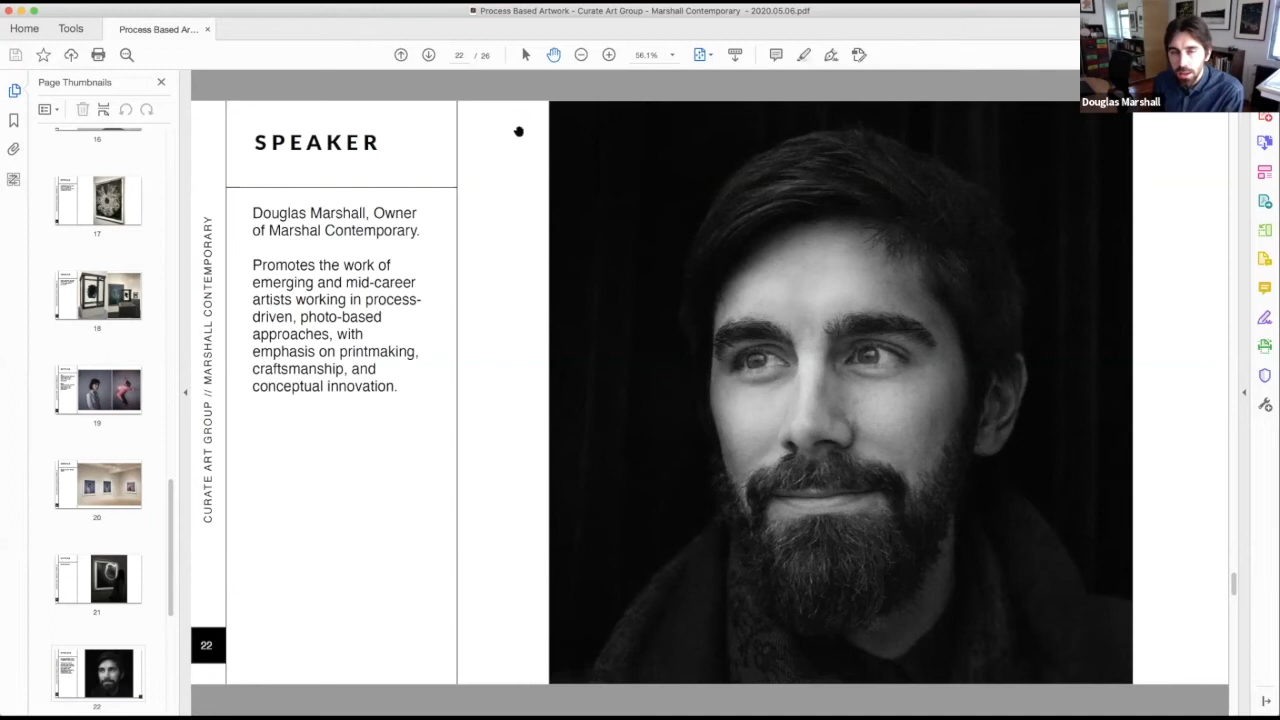 Process Based Artwork - Curate Art Group - Marshall Contemporary - 2020.05.06.pdf
Home
Tools
Process Based Ar... ×
22 / 26
56.1%
Douglas Marshall
Page Thumbnails
16
17
18
19
20
21
22
CURATE ART GROUP // MARSHALL CONTEMPORARY
22
SPEAKER
Douglas Marshall, Owner
of Marshal Contemporary.
Promotes the work of
emerging and mid-career
artists working in process-
driven, photo-based
approaches, with
emphasis on printmaking,
craftsmanship, and
conceptual innovation.